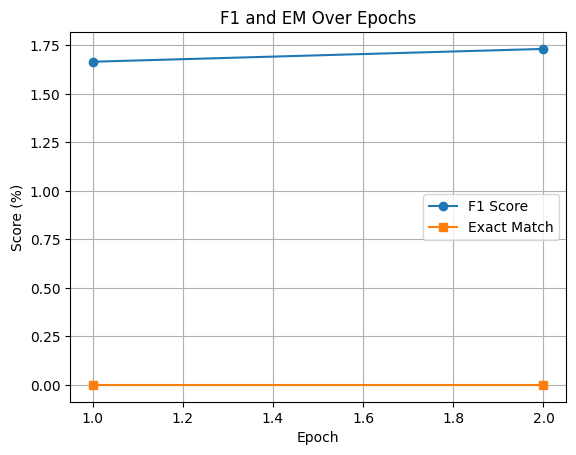 F1 and EM Over Epochs
Score (%)
1.75
1.50
1.25
1.00
0.75
0.50
0.25
0.00
F1 Score
Exact Match
1.0 1.2 1.4 1.6 1.8 2.0
Epoch